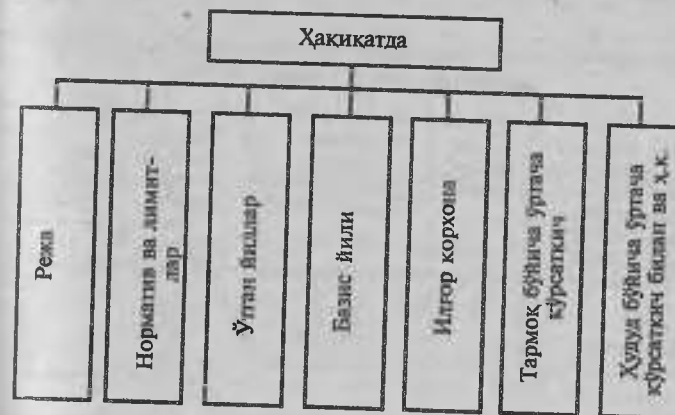 Ҳақиқатда
Режа
Норматив ва лимит-
лар
Ўтган йиллар
Базис йили
Илғор корхона
Тармоқ бўйича ўртача
кўрсаткич
Ҳудуд бўйича ўртача
кўрсаткич билан ва ҳ.к.